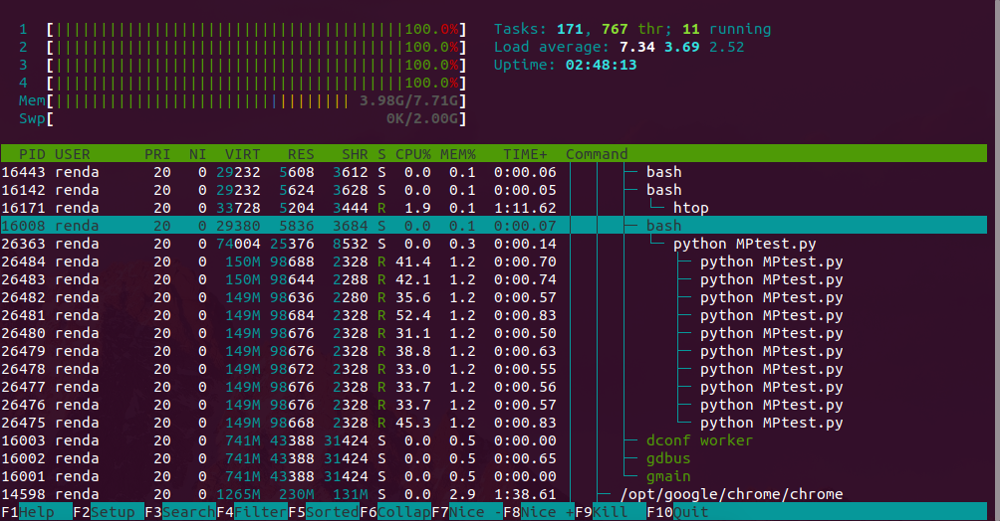 1 [||||||||||||||||||||||||||||||||||||||||100.0%] Tasks: 171, 767 thr; 11 running
2 [||||||||||||||||||||||||||||||||||||||||100.0%] Load average: 7.34 3.69 2.52
3 [||||||||||||||||||||||||||||||||||||||||100.0%] Uptime: 02:48:13
4 [||||||||||||||||||||||||||||||||||||||||100.0%]
Mem[||||||||||||||||||||||||||||||||| 3.98G/7.71G]
Swp[ 0K/2.00G]
PID USER PRI NI VIRT RES SHR S CPU% MEM% TIME+ Command
16443 renda 20 0 29232 5608 3612 S 0.0 0.1 0:00.06 │ │ ├─ bash
16142 renda 20 0 29232 5624 3628 S 0.0 0.1 0:00.05 │ │ ├─ bash
16171 renda 20 0 33728 5204 3444 R 1.9 0.1 1:11.62 │ │ │ └─ htop
16008 renda 20 0 29380 5836 3684 S 0.0 0.1 0:00.07 │ │ ├─ bash
26363 renda 20 0 74004 25376 8532 S 0.0 0.3 0:00.14 │ │ │ └─ python MPtest.py
26484 renda 20 0 150M 98688 2328 R 41.4 1.2 0:00.70 │ │ │ ├─ python MPtest.py
26483 renda 20 0 150M 98644 2288 R 42.1 1.2 0:00.74 │ │ │ ├─ python MPtest.py
26482 renda 20 0 149M 98636 2280 R 35.6 1.2 0:00.57 │ │ │ ├─ python MPtest.py
26481 renda 20 0 149M 98684 2328 R 52.4 1.2 0:00.83 │ │ │ ├─ python MPtest.py
26480 renda 20 0 149M 98676 2328 R 31.1 1.2 0:00.50 │ │ │ ├─ python MPtest.py
26479 renda 20 0 149M 98676 2328 R 38.8 1.2 0:00.63 │ │ │ ├─ python MPtest.py
26478 renda 20 0 149M 98672 2328 R 33.0 1.2 0:00.55 │ │ │ ├─ python MPtest.py
26477 renda 20 0 149M 98676 2328 R 33.7 1.2 0:00.56 │ │ │ ├─ python MPtest.py
26476 renda 20 0 149M 98676 2328 R 33.7 1.2 0:00.57 │ │ │ ├─ python MPtest.py
26475 renda 20 0 149M 98668 2328 R 45.3 1.2 0:00.83 │ │ │ └─ python MPtest.py
16003 renda 20 0 741M 43388 31424 S 0.0 0.5 0:00.00 │ │ ├─ dconf worker
16002 renda 20 0 741M 43388 31424 S 0.0 0.5 0:00.65 │ │ ├─ gdbus
16001 renda 20 0 741M 43388 31424 S 0.0 0.5 0:00.00 │ │ └─ gmain
14598 renda 20 0 1265M 230M 131M S 0.0 2.9 1:38.61 │ ├─ /opt/google/chrome/chrome
F1Help F2Setup F3SearchF4FilterF5SortedF6CollapF7Nice -F8Nice +F9Kill F10Quit